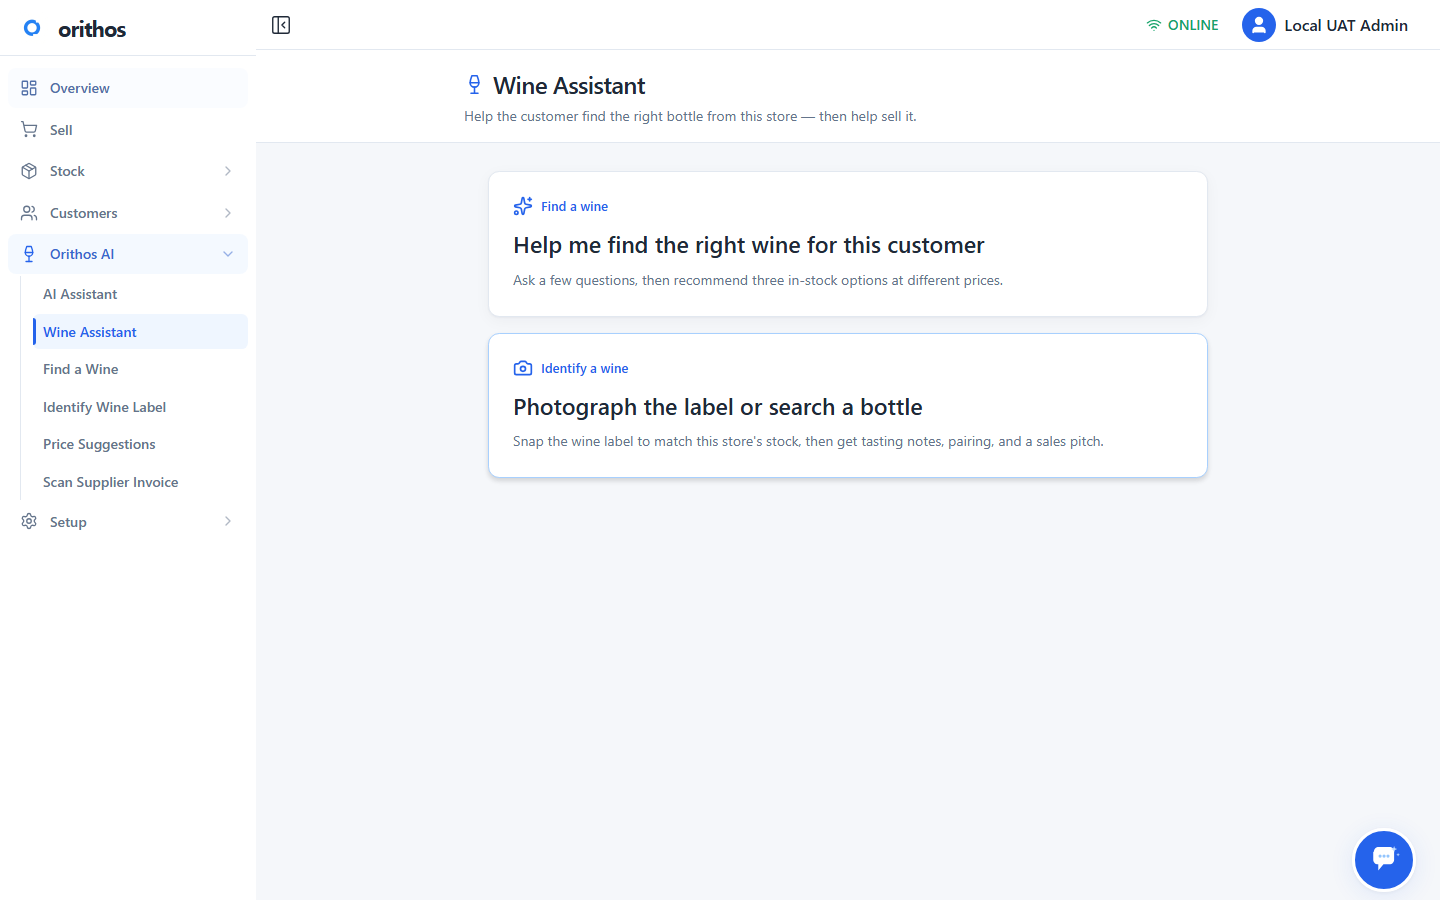 orithos
ONLINE
Local UAT Admin
Overview
Sell
Stock
Customers
Orithos AI
AI Assistant
Wine Assistant
Find a Wine
Identify Wine Label
Price Suggestions
Scan Supplier Invoice
Setup
Wine Assistant
Help the customer find the right bottle from this store — then help sell it.
Find a wine
Help me find the right wine for this customer
Ask a few questions, then recommend three in-stock options at different prices.
Identify a wine
Photograph the label or search a bottle
Snap the wine label to match this store's stock, then get tasting notes, pairing, and a sales pitch.